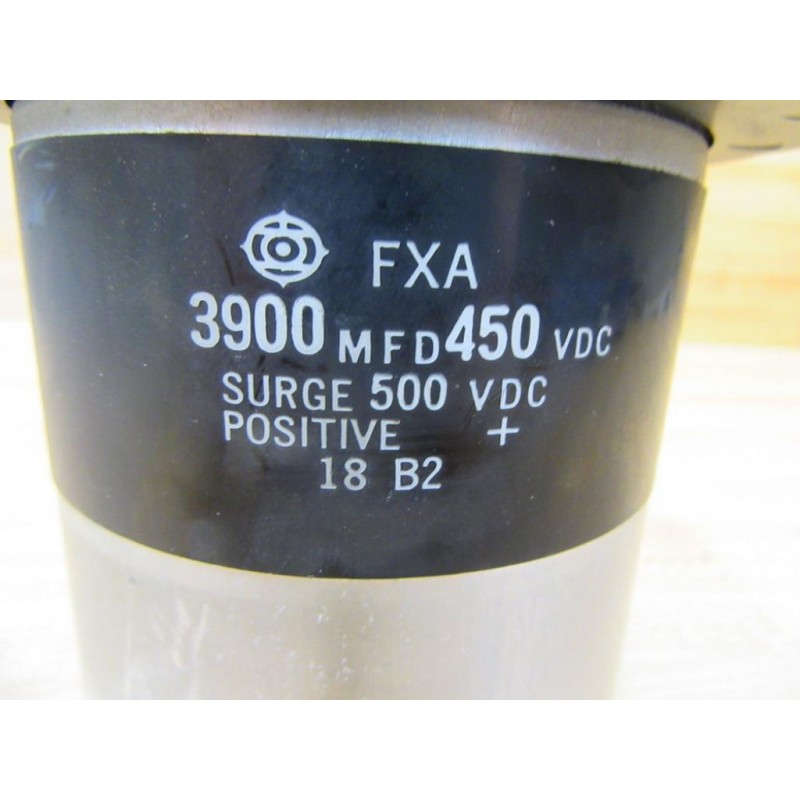 FXA
3900 MFD 450 VDC
SURGE 500 VDC
POSITIVE +
18 B2